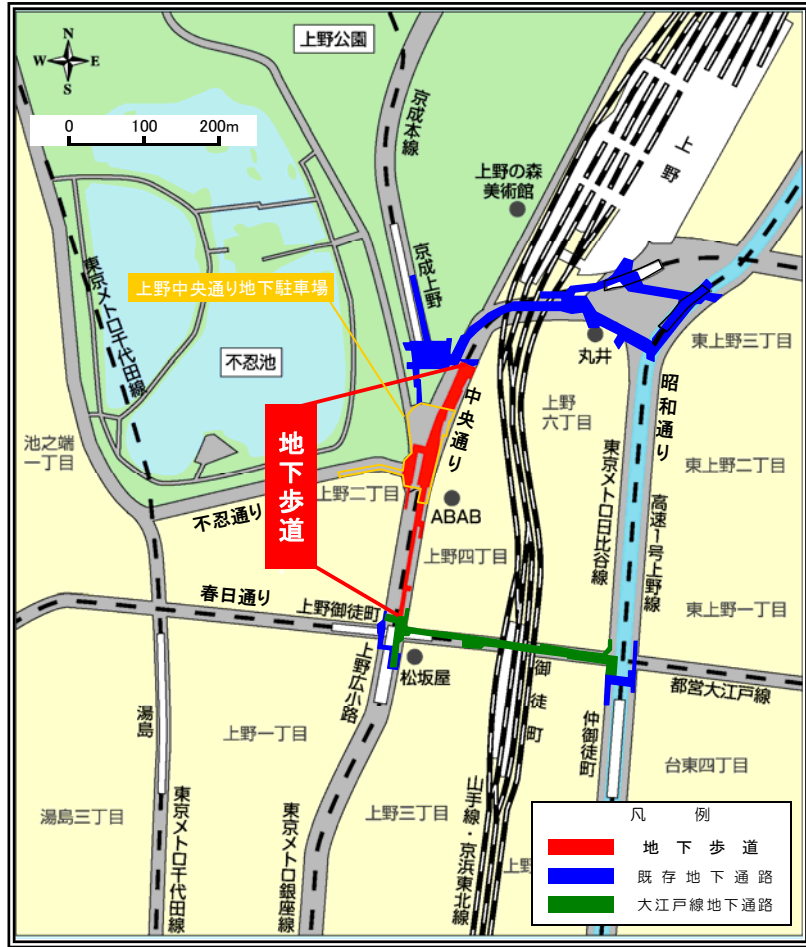 上野公園
N
W E
S
0 100 200m
京成本線
上野
上野の森
美術館
京成上野
上野中央通り地下駐車場
東京メトロ千代田線
不忍池
丸井
東上野三丁目
昭和通り
中央通り
上野
六丁目
地下歩道
池之端
一丁目
東上野二丁目
上野二丁目
ABAB
不忍通り
東京メトロ日比谷線
高速1号上野線
上野四丁目
春日通り
上野御徒町
東上野一丁目
松坂屋
御徒町
都営大江戸線
上野広小路
湯島
上野一丁目
仲御徒町
台東四丁目
湯島三丁目
上野三丁目
東京メトロ千代田線
東京メトロ銀座線
山手線・京浜東北線
上野
凡例
地下歩道
既存地下通路
大江戸線地下通路